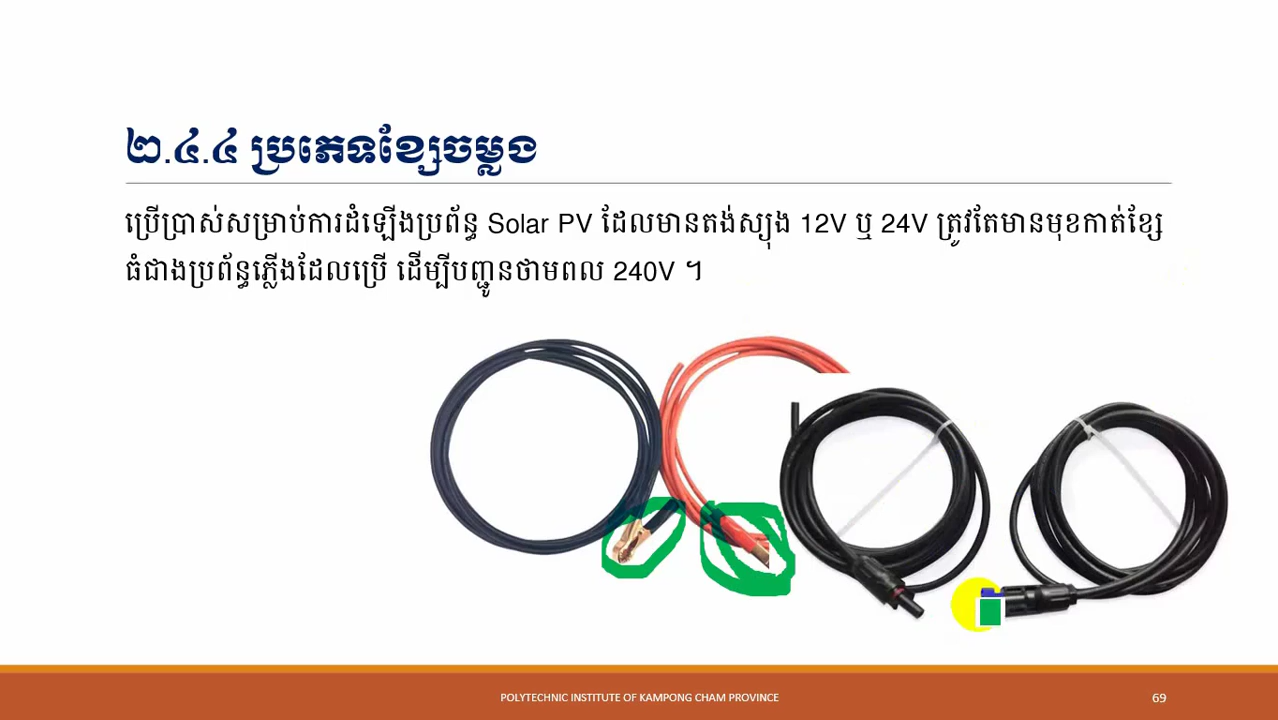 ២.៤.៤ ប្រភេទខ្សែចម្លង
ប្រើប្រាស់សម្រាប់ការដំឡើងប្រព័ន្ធ Solar PV ដែលមានតង់ស្យុង 12V ឬ 24V ត្រូវតែមានមុខកាត់ខ្សែ
ធំជាងប្រព័ន្ធភ្លើងដែលប្រើ ដើម្បីបញ្ជូនថាមពល 240V ។
POLYTECHNIC INSTITUTE OF KAMPONG CHAM PROVINCE
69